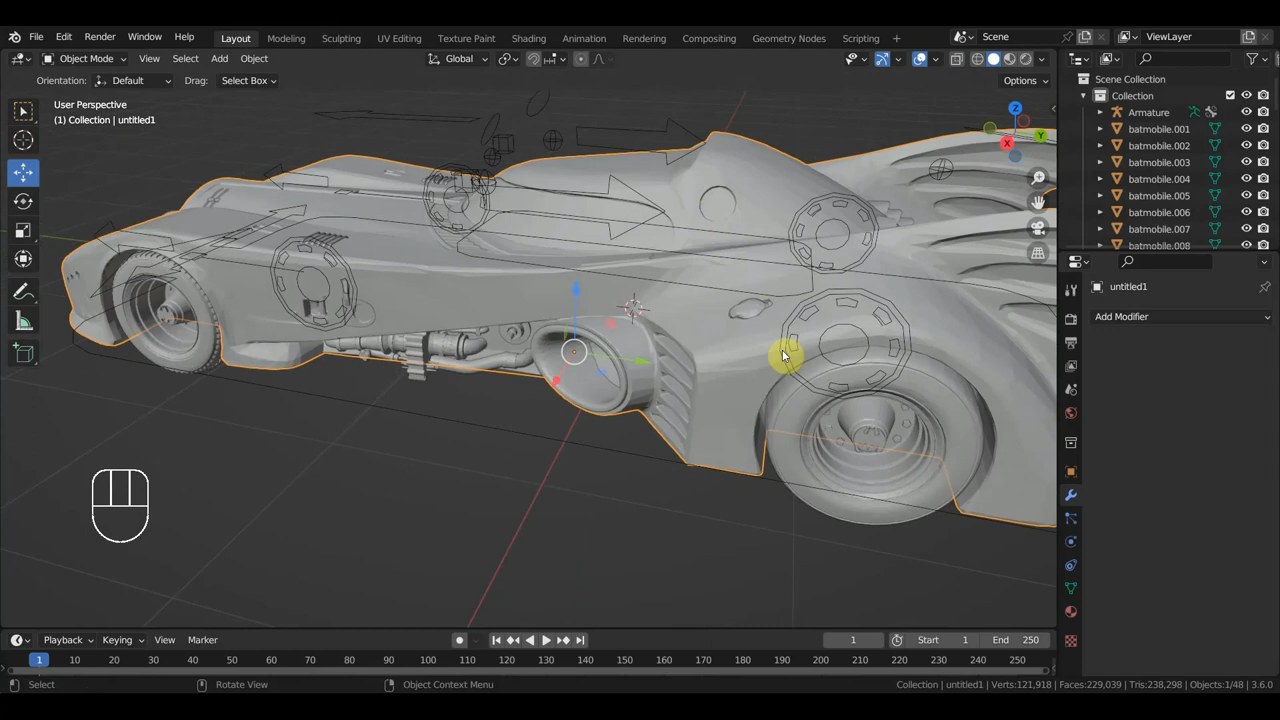 File Edit Render Window Help Layout Modeling Sculpting UV Editing Texture Paint Shading Animation Rendering Compositing Geometry Nodes Scripting + Scene ViewLayer
Object Mode View Select Add Object Global
Orientation: Default Drag: Select Box Options
User Perspective
(1) Collection | untitled1
Z
Y
X
Scene Collection
Collection
Armature
batmobile.001
batmobile.002
batmobile.003
batmobile.004
batmobile.005
batmobile.006
batmobile.007
batmobile.008
untitled1
Add Modifier
Playback Keying View Marker 1 Start 1 End 250
1 10 20 30 40 50 60 70 80 90 100 110 120 130 140 150 160 170 180 190 200 210 220 230 240 250
Select Rotate View Object Context Menu Collection | untitled1 | Verts:121,918 | Faces:229,039 | Tris:238,298 | Objects:1/48 | 3.6.0